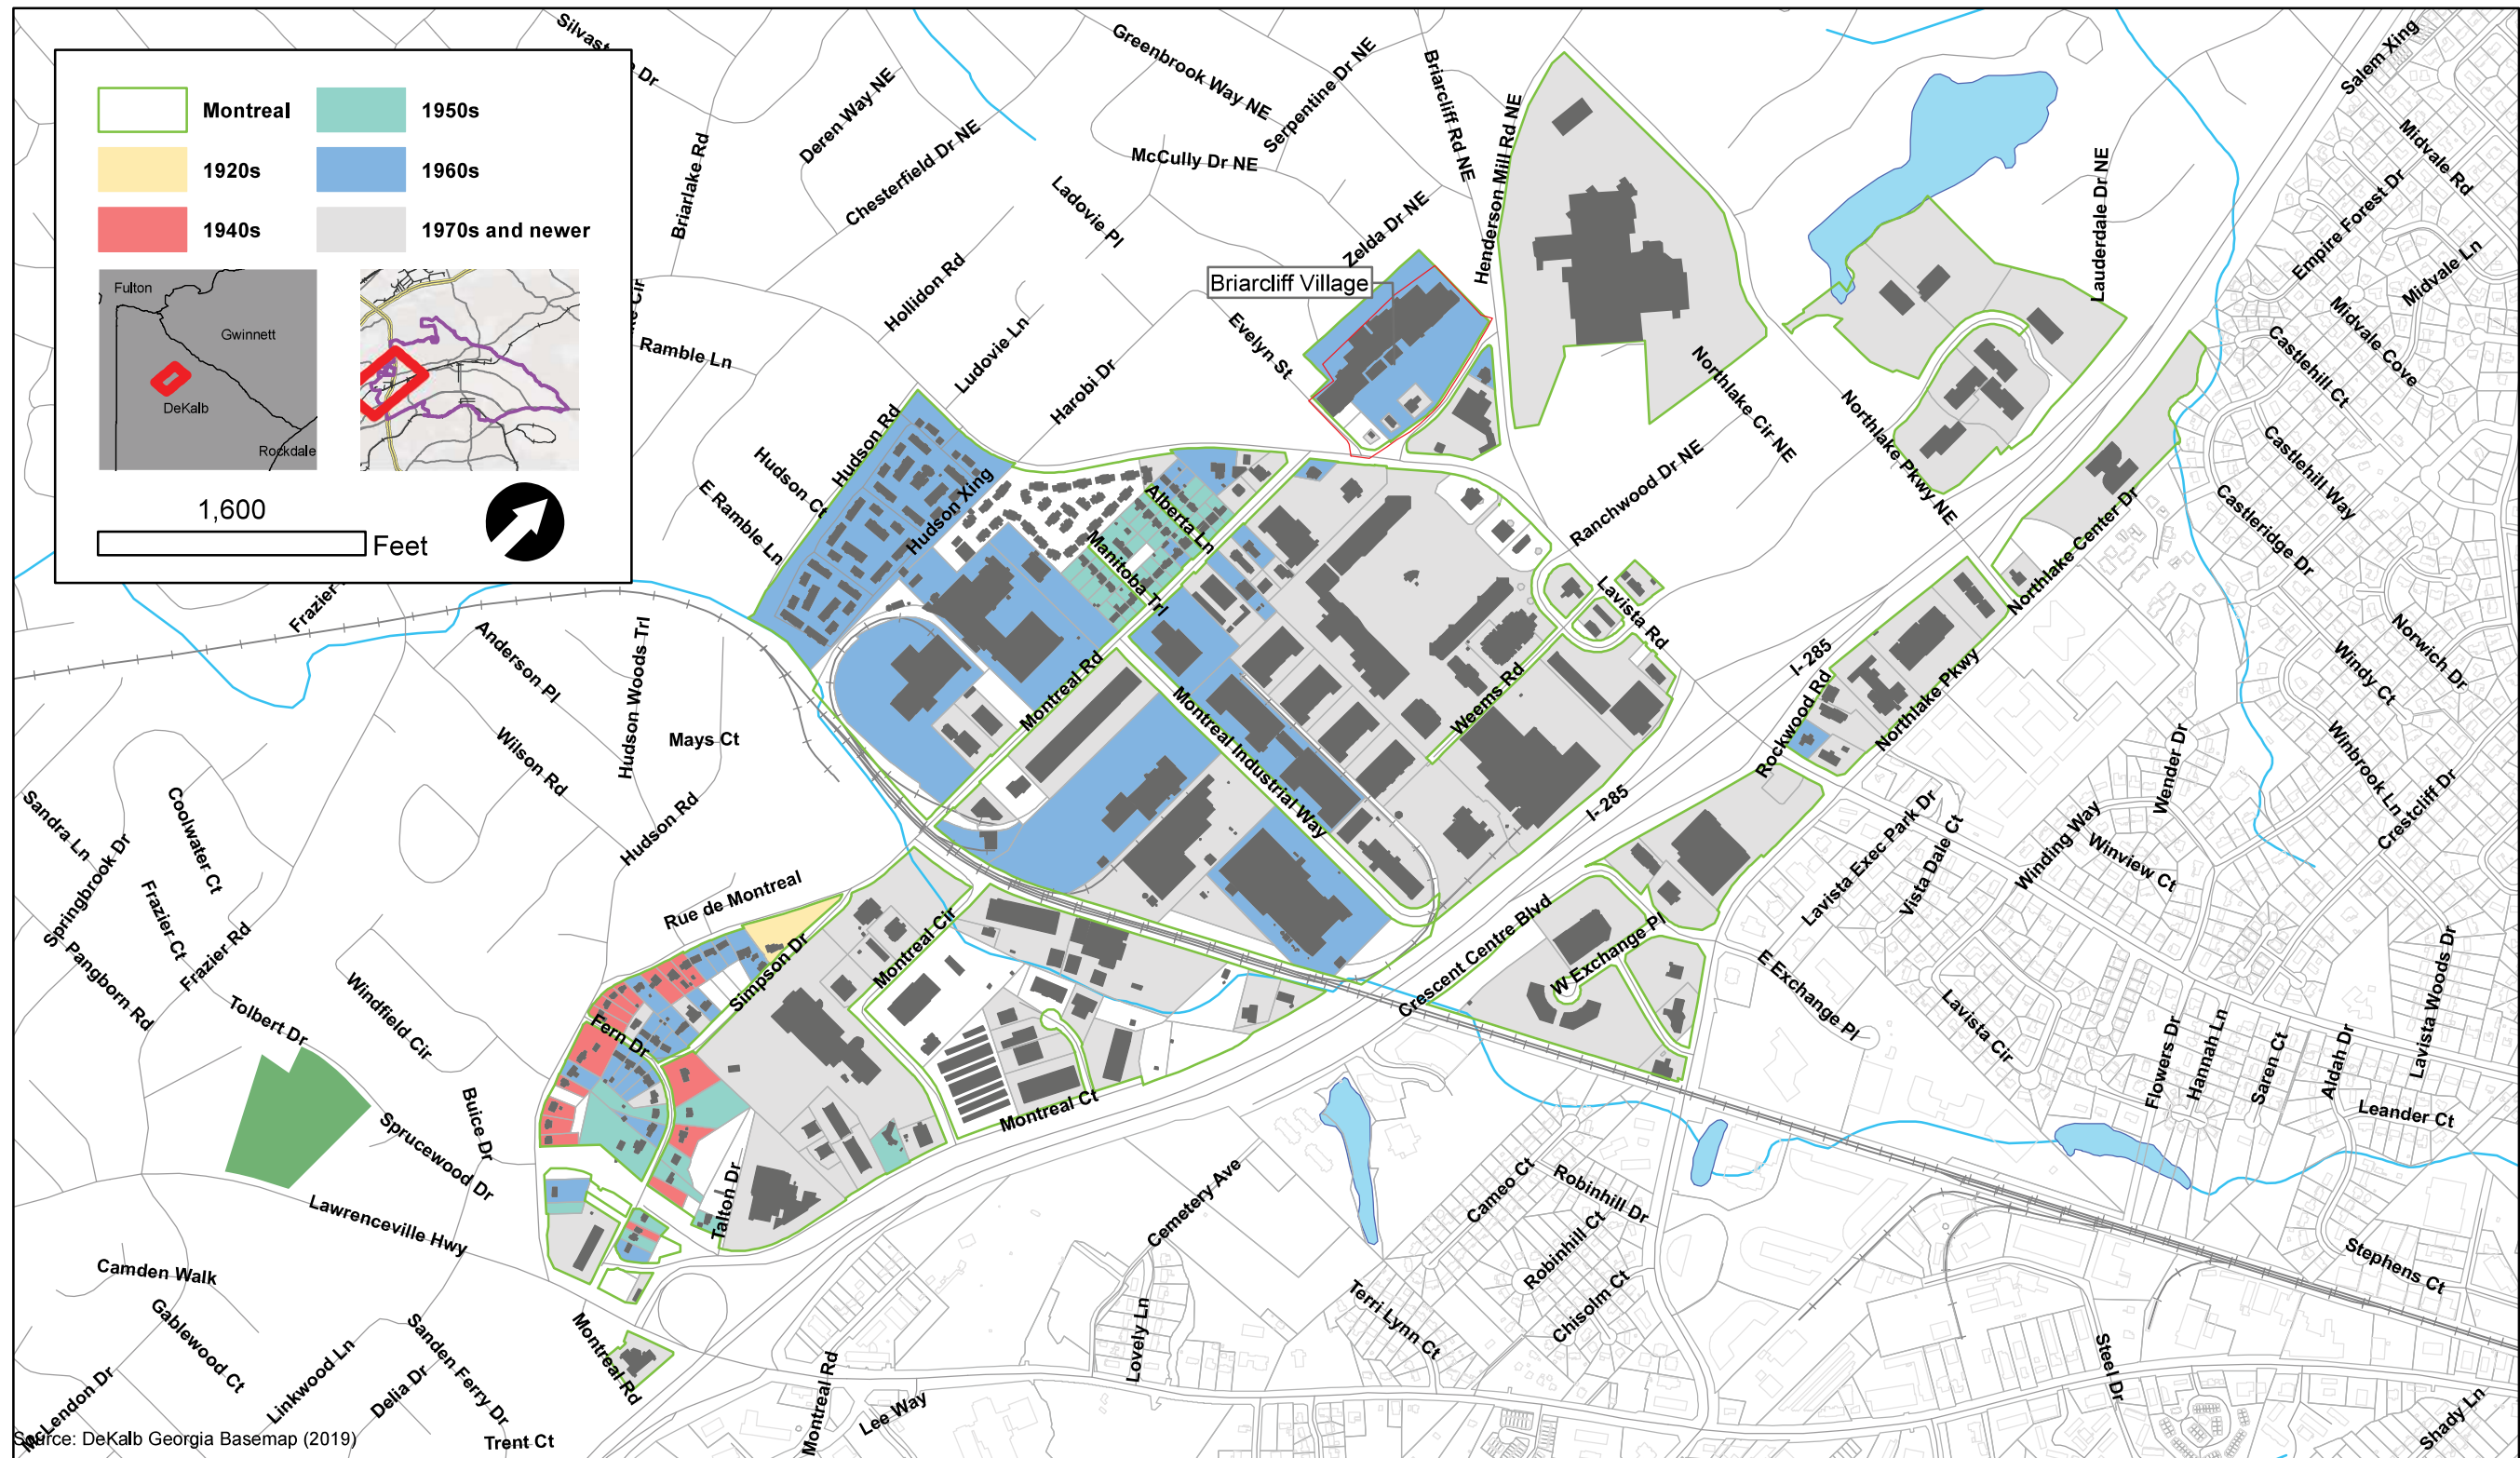 Montreal
1920s
1940s
1950s
1960s
1970s and newer
Fulton
Gwinnett
DeKalb
Rockdale
1,600
Feet
Deren Way NE
Chesterfield Dr NE
Briarlake Rd
Greenbrook Way NE
Serpentine Dr NE
Briarcliff Rd NE
Henderson Mill Rd NE
McCully Dr NE
Ladovie Pl
Zelda Dr NE
Briarcliff Village
Hollidon Rd
Ludovie Ln
Harobi Dr
Evelyn St
Ramble Ln
Hudson Rd
Hudson Ct
E Ramble Ln
Hudson Xing
Alberta Ln
Manitoba Trl
Northlake Cir NE
Ranchwood Dr NE
Northlake Pkwy NE
Lauderdale Dr NE
Salem Xing
Midvale Rd
Empire Forest Dr
Midvale Ln
Midvale Cove
Castlehill Ct
Castlehill Way
Castleridge Dr
Northlake Center Dr
Norwich Dr
Windy Ct
Winbrook Ln
Crestcliff Dr
Lavista Rd
I-285
Rockwood Rd
Northlake Pkwy
Weems Rd
Montreal Rd
Montreal Industrial Way
I-285
Wender Dr
Winding Way
Winview Ct
Lavista Exec Park Dr
Vista Dale Ct
Frazier
Anderson Pl
Hudson Woods Trl
Mays Ct
Wilson Rd
Hudson Rd
Sandra Ln
Springbrook Dr
Coolwater Ct
Frazier Ct
Pangborn Rd
Frazier Rd
Tolbert Dr
Windfield Cir
Rue de Montreal
Simpson Dr
Montreal Cir
Fern Dr
Crescent Centre Blvd
W Exchange Pl
E Exchange Pl
Lavista Cir
Flowers Dr
Hannah Ln
Saren Ct
Aldah Dr
Lavista Woods Dr
Leander Ct
Buice Dr
Sprucewood Dr
Lawrenceville Hwy
Talton Dr
Montreal Ct
Cemetery Ave
Cameo Ct
Robinhill Dr
Robinhill Ct
Chisolm Ct
Terri Lynn Ct
Lovely Ln
Stephens Ct
Steel Dr
Shady Ln
Camden Walk
Gablewood Ct
Linkwood Ln
Delia Dr
Sanden Ferry Dr
Trent Ct
Montreal Rd
Montreal Rd
Lee Way
McLendon Dr
Source: DeKalb Georgia Basemap (2019)